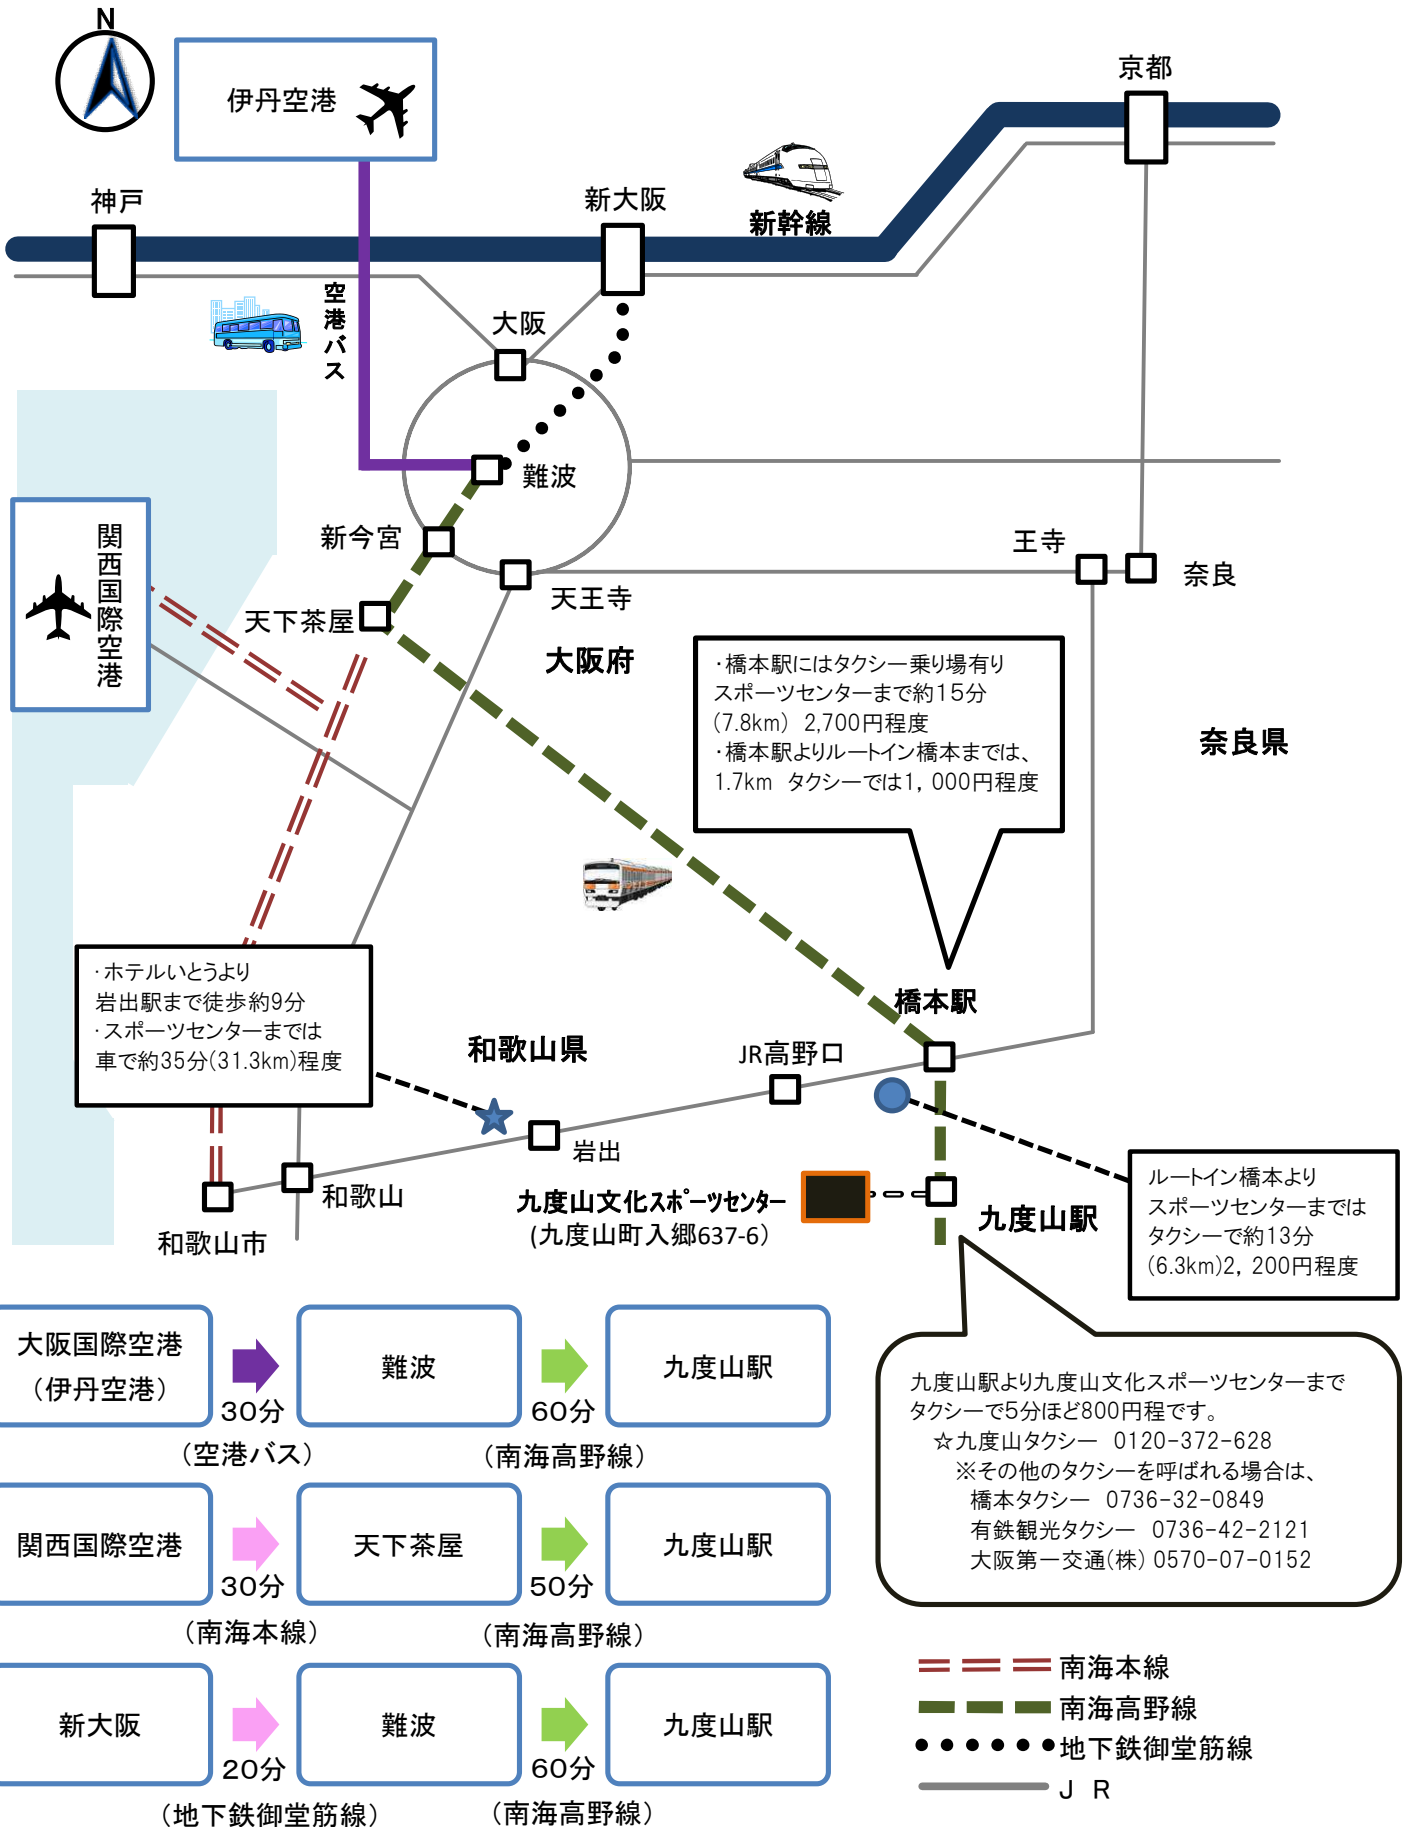 N
伊丹空港
京都
神戸
新大阪
新幹線
空港バス
大阪
難波
関西国際空港
新今宮
王寺
奈良
天王寺
天下茶屋
大阪府
・橋本駅にはタクシー乗り場有り
スポーツセンターまで約15分
(7.8km) 2,700円程度
・橋本駅よりルートイン橋本までは、
1.7km タクシーでは1，000円程度
奈良県
・ホテルいとうより
岩出駅まで徒歩約9分
・スポーツセンターまでは
車で約35分(31.3km)程度
橋本駅
和歌山県
JR高野口
岩出
和歌山
和歌山市
九度山文化スポーツセンター
(九度山町入郷637-6)
九度山駅
ルートイン橋本より
スポーツセンターまでは
タクシーで約13分
(6.3km)2，200円程度
大阪国際空港
（伊丹空港）
30分
（空港バス）
難波
60分
（南海高野線）
九度山駅
九度山駅より九度山文化スポーツセンターまで
タクシーで5分ほど800円程です。
☆九度山タクシー 0120-372-628
※その他のタクシーを呼ばれる場合は、
橋本タクシー 0736-32-0849
有鉄観光タクシー 0736-42-2121
大阪第一交通(株) 0570-07-0152
関西国際空港
30分
（南海本線）
天下茶屋
50分
（南海高野線）
九度山駅
新大阪
20分
（地下鉄御堂筋線）
難波
60分
（南海高野線）
九度山駅
南海本線
南海高野線
地下鉄御堂筋線
J R